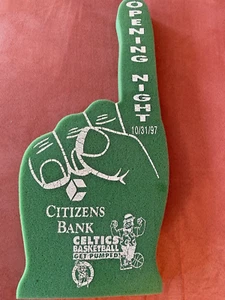 OPENING NIGHT
10/31/97
CITIZENS
BANK
CELTICS
BASKETBALL
GET PUMPED!